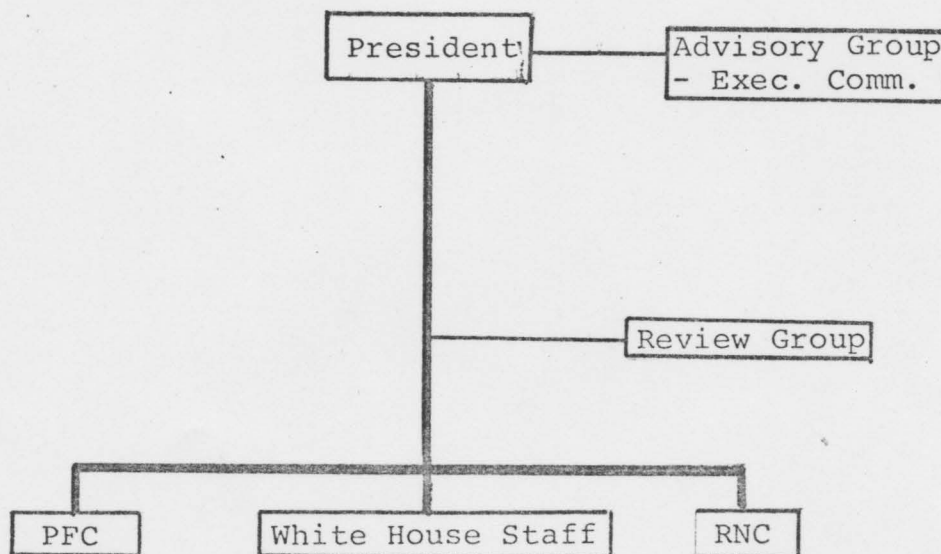 President
Advisory Group
- Exec. Comm.
Review Group
PFC
White House Staff
RNC